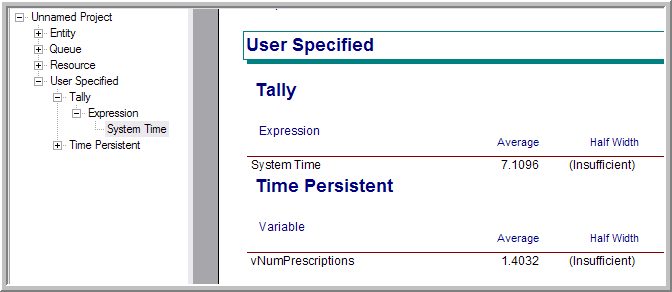 Unnamed Project
Entity
Queue
Resource
User Specified
Tally
Expression
System Time
Time Persistent
User Specified
Tally
Expression
Average Half Width
System Time 7.1096 (Insufficient)
Time Persistent
Variable
Average Half Width
vNumPrescriptions 1.4032 (Insufficient)